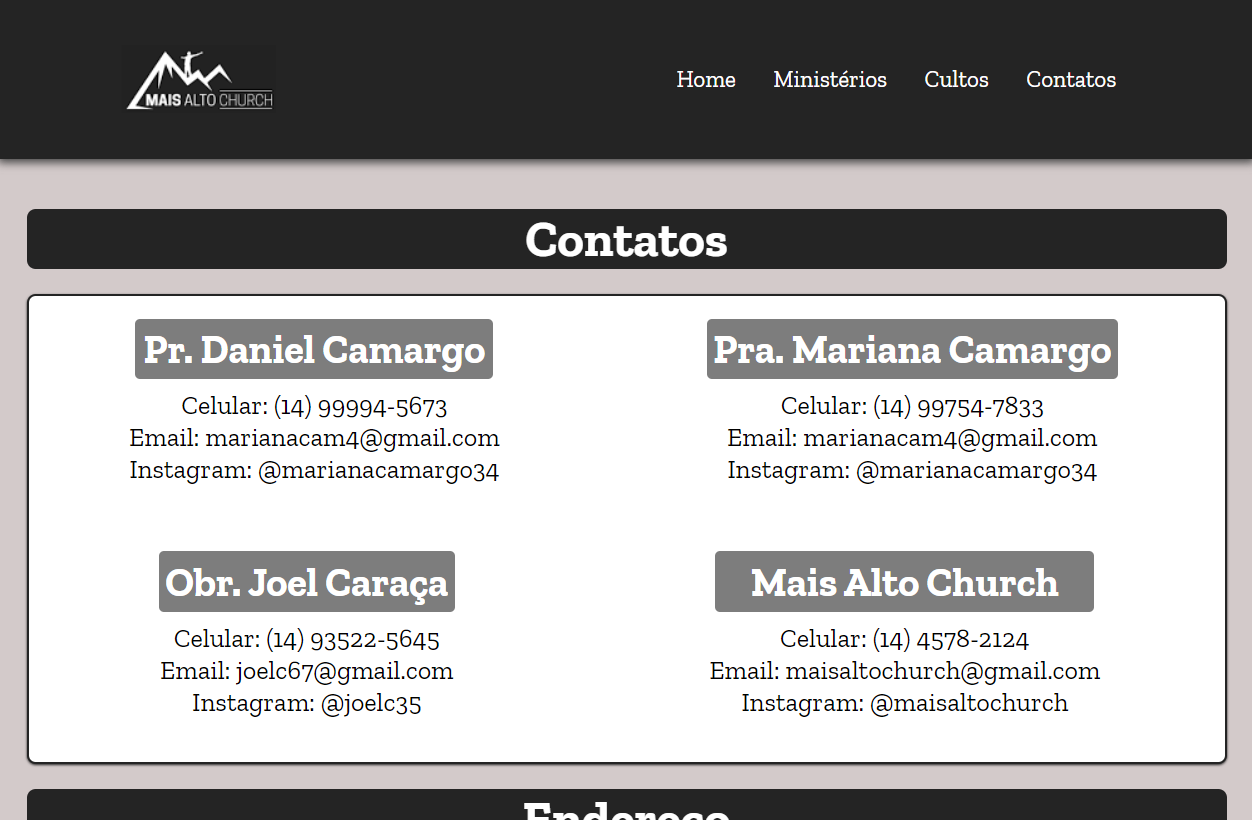 MAIS ALTO CHURCH
Home Ministérios Cultos Contatos
Contatos
Pr. Daniel Camargo
Celular: (14) 99994-5673
Email: marianacam4@gmail.com
Instagram: @marianacamargo34
Pra. Mariana Camargo
Celular: (14) 99754-7833
Email: marianacam4@gmail.com
Instagram: @marianacamargo34
Obr. Joel Caraça
Celular: (14) 93522-5645
Email: joelc67@gmail.com
Instagram: @joelc35
Mais Alto Church
Celular: (14) 4578-2124
Email: maisaltochurch@gmail.com
Instagram: @maisaltochurch
Endereço